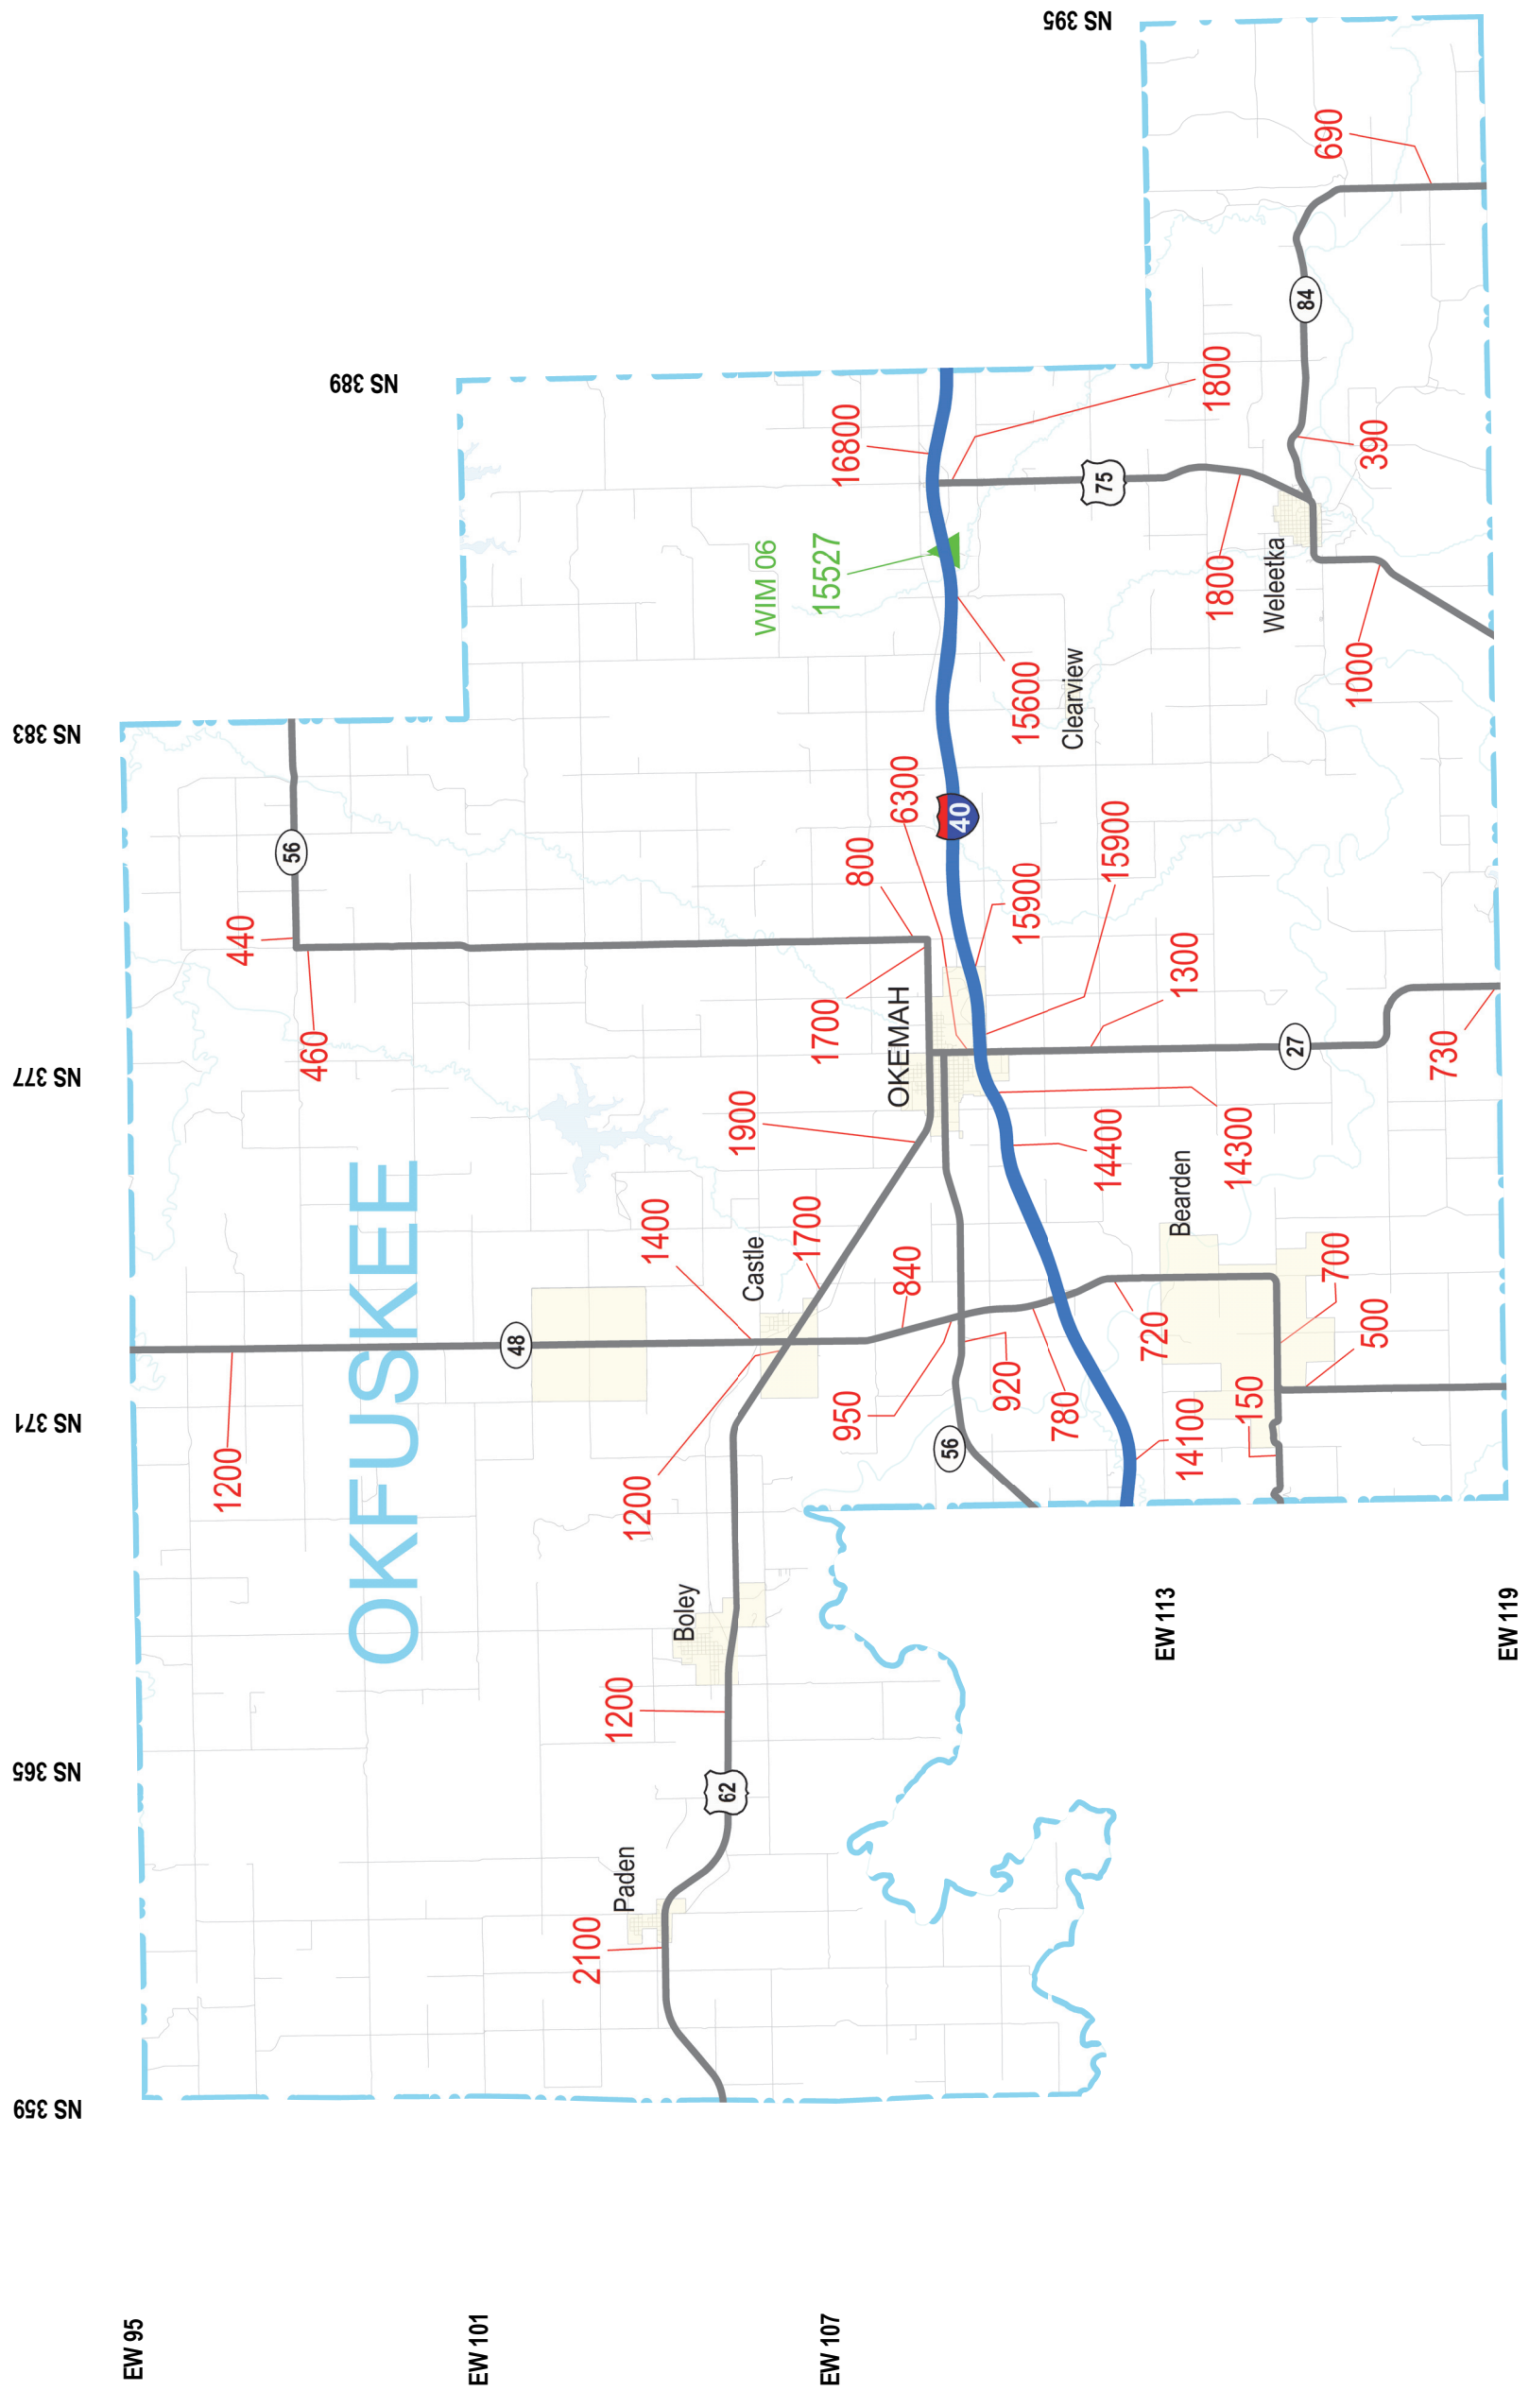 OKFUSKEE
NS 359
NS 365
NS 371
NS 377
NS 383
NS 389
NS 395
EW 95
EW 101
EW 107
EW 113
EW 119
1200
48
460
440
56
2100
Paden
62
1200
Boley
1200
1400
Castle
1700
1900
1700
800
6300
OKEMAH
40
WIM 06
15527
16800
1800
75
15600
Clearview
15900
15900
1300
950
840
56
920
780
14100
720
14400
14300
Bearden
150
500
700
27
730
1800
Weleetka
1000
390
84
690